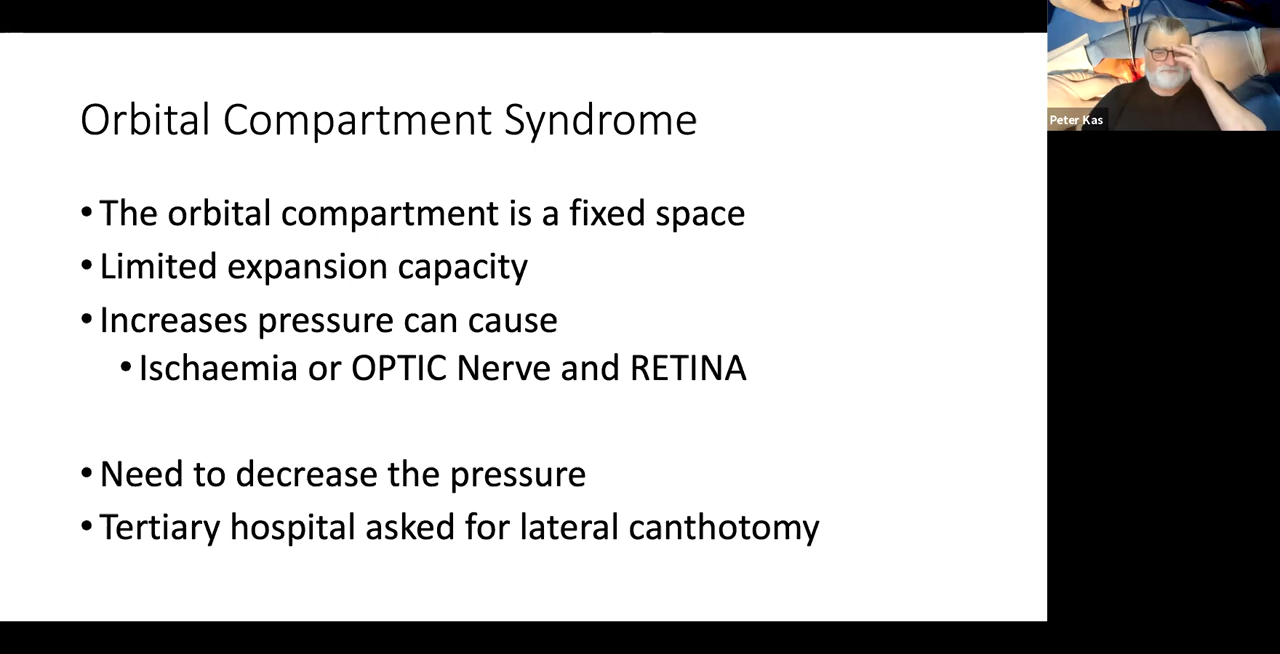 Orbital Compartment Syndrome
• The orbital compartment is a fixed space
• Limited expansion capacity
• Increases pressure can cause
• Ischaemia or OPTIC Nerve and RETINA
• Need to decrease the pressure
• Tertiary hospital asked for lateral canthotomy
Peter Kas